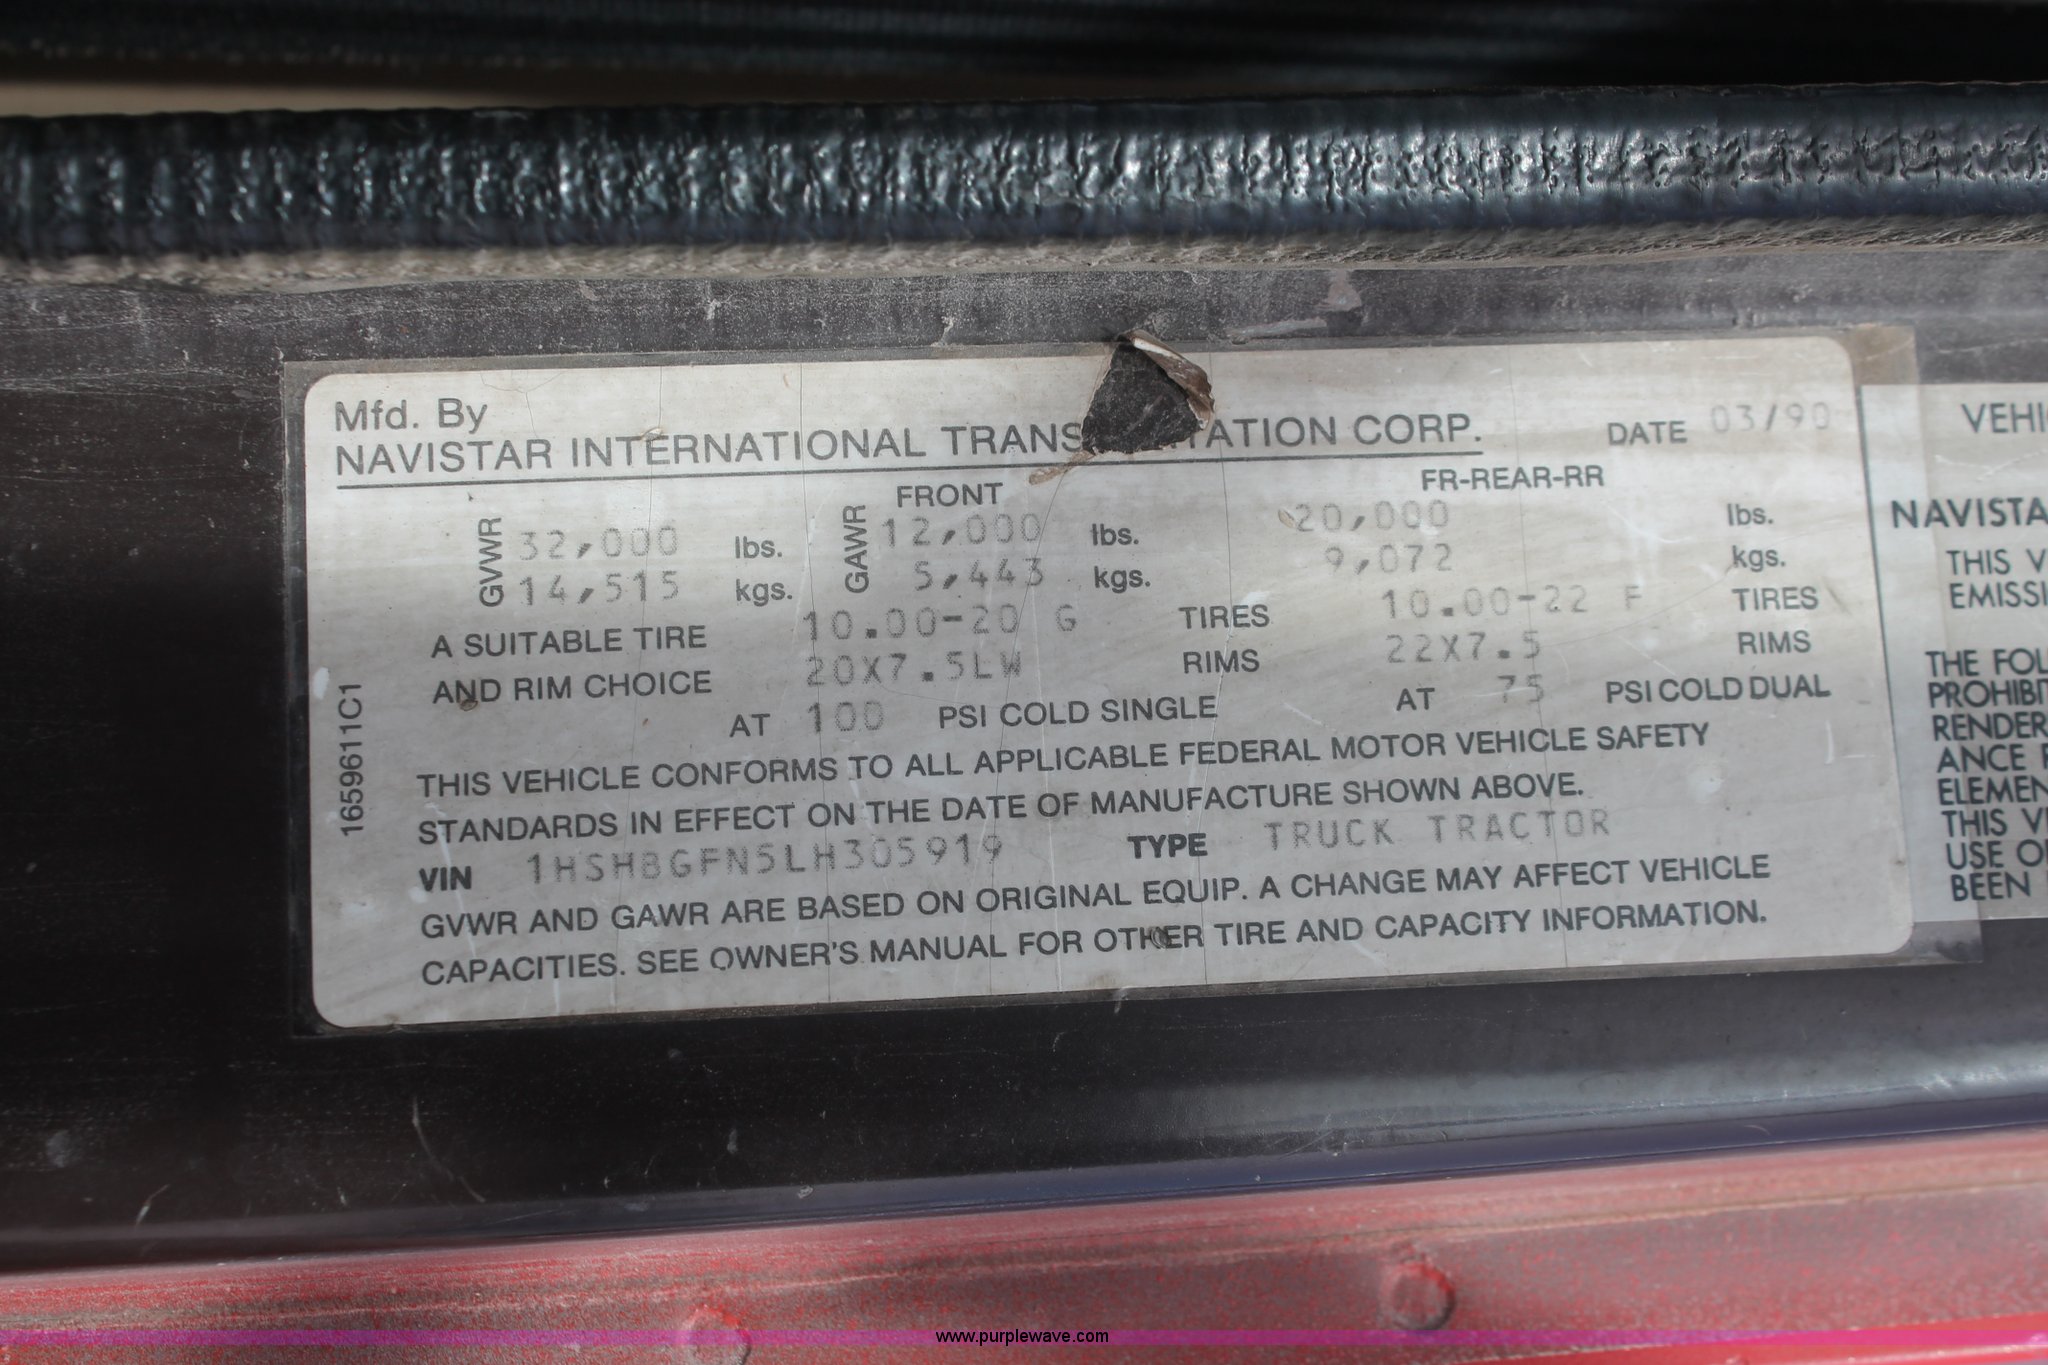 Mfd. By
NAVISTAR INTERNATIONAL TRANS TATION CORP. DATE 03/90
FRONT FR-REAR-RR
GVWR 32,000 lbs. GAWR 12,000 lbs. 20,000 lbs.
14,515 kgs. 5,443 kgs. 9,072 kgs.
A SUITABLE TIRE 10.00-20 G TIRES 10.00-22 F TIRES
AND RIM CHOICE 20X7.5LW RIMS 22X7.5 RIMS
AT 100 PSI COLD SINGLE AT 75 PSI COLD DUAL
THIS VEHICLE CONFORMS TO ALL APPLICABLE FEDERAL MOTOR VEHICLE SAFETY
STANDARDS IN EFFECT ON THE DATE OF MANUFACTURE SHOWN ABOVE.
VIN 1HSHBGFN5LH305919 TYPE TRUCK TRACTOR
GVWR AND GAWR ARE BASED ON ORIGINAL EQUIP. A CHANGE MAY AFFECT VEHICLE
CAPACITIES. SEE OWNER'S MANUAL FOR OTHER TIRE AND CAPACITY INFORMATION.
1659611C1
VEHI
NAVISTA
THIS V
EMISSI
THE FOL
PROHIBIT
RENDER
ANCE
ELEMEN
THIS V
USE O
BEEN
www.purplewave.com